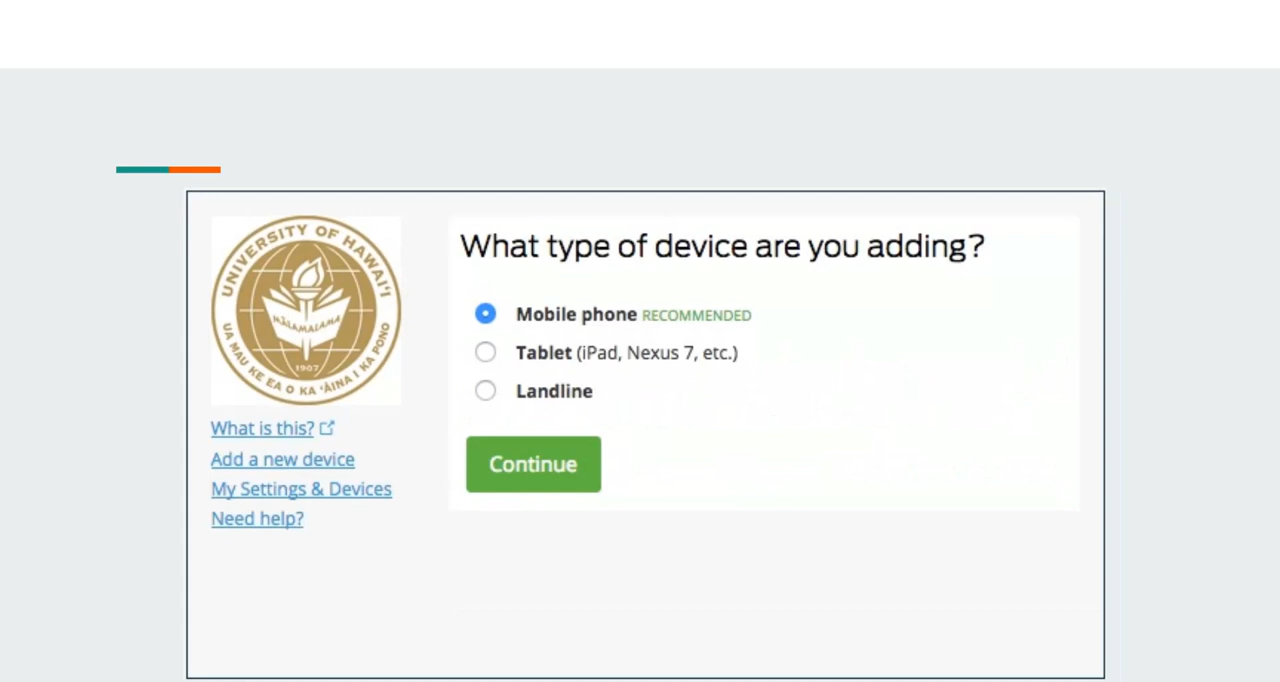 UNIVERSITY OF HAWAI‘I
MĀLAMALAMA
1907
UA MAU KE EA O KA ‘ĀINA I KA PONO
What is this?
Add a new device
My Settings & Devices
Need help?
What type of device are you adding?
Mobile phone RECOMMENDED
Tablet (iPad, Nexus 7, etc.)
Landline
Continue